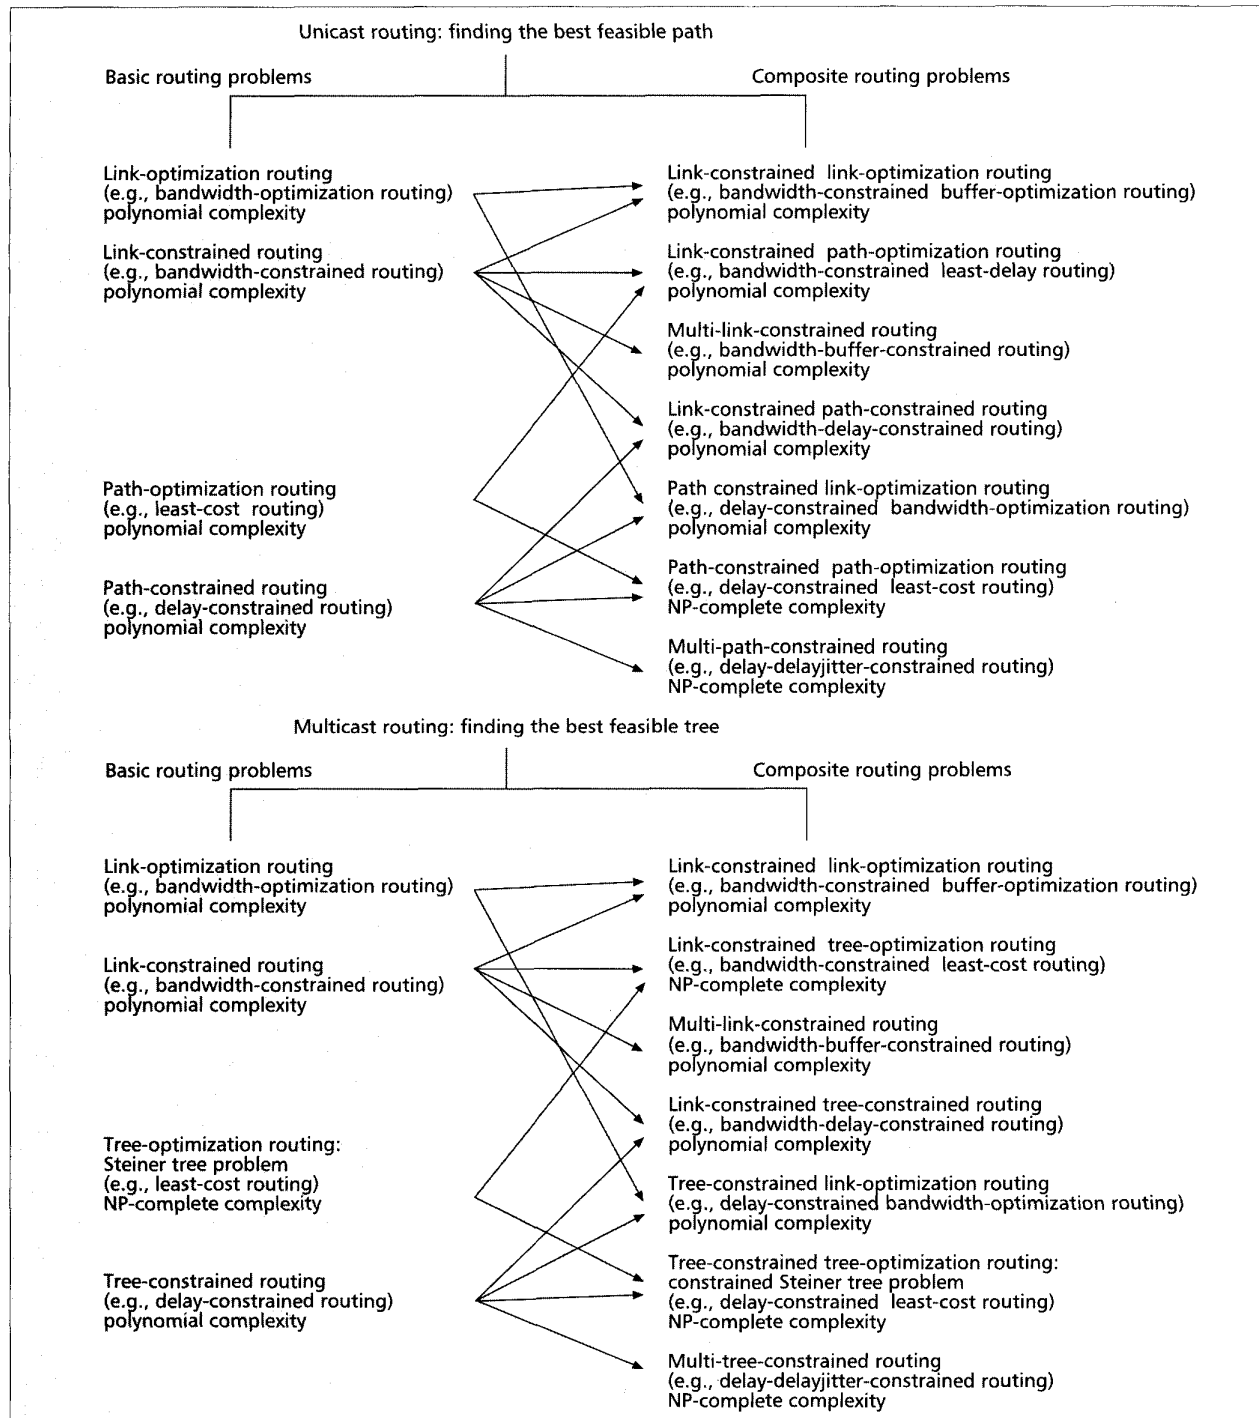 Unicast routing: finding the best feasible path
Basic routing problems
Composite routing problems
Link-optimization routing
(e.g., bandwidth-optimization routing)
polynomial complexity
Link-constrained routing
(e.g., bandwidth-constrained routing)
polynomial complexity
Path-optimization routing
(e.g., least-cost routing)
polynomial complexity
Path-constrained routing
(e.g., delay-constrained routing)
polynomial complexity
Link-constrained link-optimization routing
(e.g., bandwidth-constrained buffer-optimization routing)
polynomial complexity
Link-constrained path-optimization routing
(e.g., bandwidth-constrained least-delay routing)
polynomial complexity
Multi-link-constrained routing
(e.g., bandwidth-buffer-constrained routing)
polynomial complexity
Link-constrained path-constrained routing
(e.g., bandwidth-delay-constrained routing)
polynomial complexity
Path constrained link-optimization routing
(e.g., delay-constrained bandwidth-optimization routing)
polynomial complexity
Path-constrained path-optimization routing
(e.g., delay-constrained least-cost routing)
NP-complete complexity
Multi-path-constrained routing
(e.g., delay-delayjitter-constrained routing)
NP-complete complexity
Multicast routing: finding the best feasible tree
Basic routing problems
Composite routing problems
Link-optimization routing
(e.g., bandwidth-optimization routing)
polynomial complexity
Link-constrained routing
(e.g., bandwidth-constrained routing)
polynomial complexity
Tree-optimization routing:
Steiner tree problem
(e.g., least-cost routing)
NP-complete complexity
Tree-constrained routing
(e.g., delay-constrained routing)
polynomial complexity
Link-constrained link-optimization routing
(e.g., bandwidth-constrained buffer-optimization routing)
polynomial complexity
Link-constrained tree-optimization routing
(e.g., bandwidth-constrained least-cost routing)
NP-complete complexity
Multi-link-constrained routing
(e.g., bandwidth-buffer-constrained routing)
polynomial complexity
Link-constrained tree-constrained routing
(e.g., bandwidth-delay-constrained routing)
polynomial complexity
Tree-constrained link-optimization routing
(e.g., delay-constrained bandwidth-optimization routing)
polynomial complexity
Tree-constrained tree-optimization routing:
constrained Steiner tree problem
(e.g., delay-constrained least-cost routing)
NP-complete complexity
Multi-tree-constrained routing
(e.g., delay-delayjitter-constrained routing)
NP-complete complexity